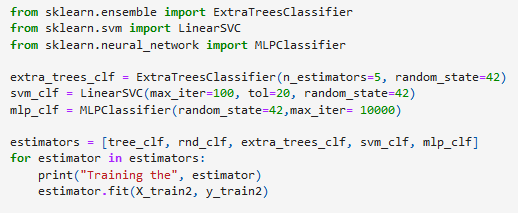 from sklearn.ensemble import ExtraTreesClassifier
from sklearn.svm import LinearSVC
from sklearn.neural_network import MLPClassifier

extra_trees_clf = ExtraTreesClassifier(n_estimators=5, random_state=42)
svm_clf = LinearSVC(max_iter=100, tol=20, random_state=42)
mlp_clf = MLPClassifier(random_state=42,max_iter= 10000)

estimators = [tree_clf, rnd_clf, extra_trees_clf, svm_clf, mlp_clf]
for estimator in estimators:
    print("Training the", estimator)
    estimator.fit(X_train2, y_train2)